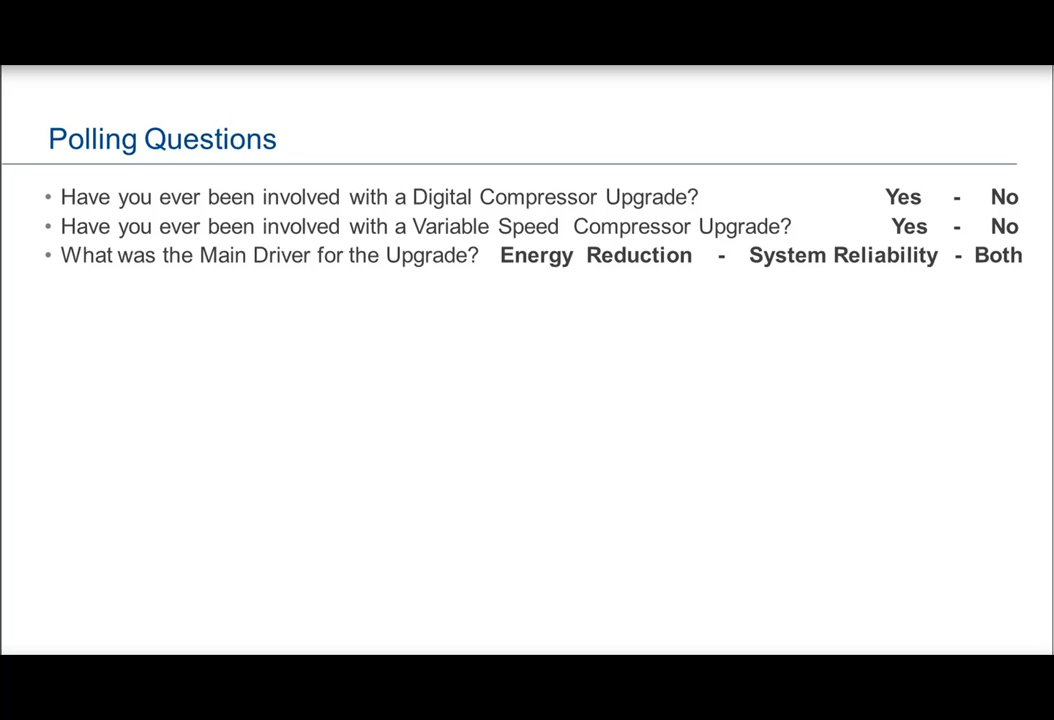 Polling Questions
• Have you ever been involved with a Digital Compressor Upgrade? Yes - No
• Have you ever been involved with a Variable Speed Compressor Upgrade? Yes - No
• What was the Main Driver for the Upgrade? Energy Reduction - System Reliability - Both